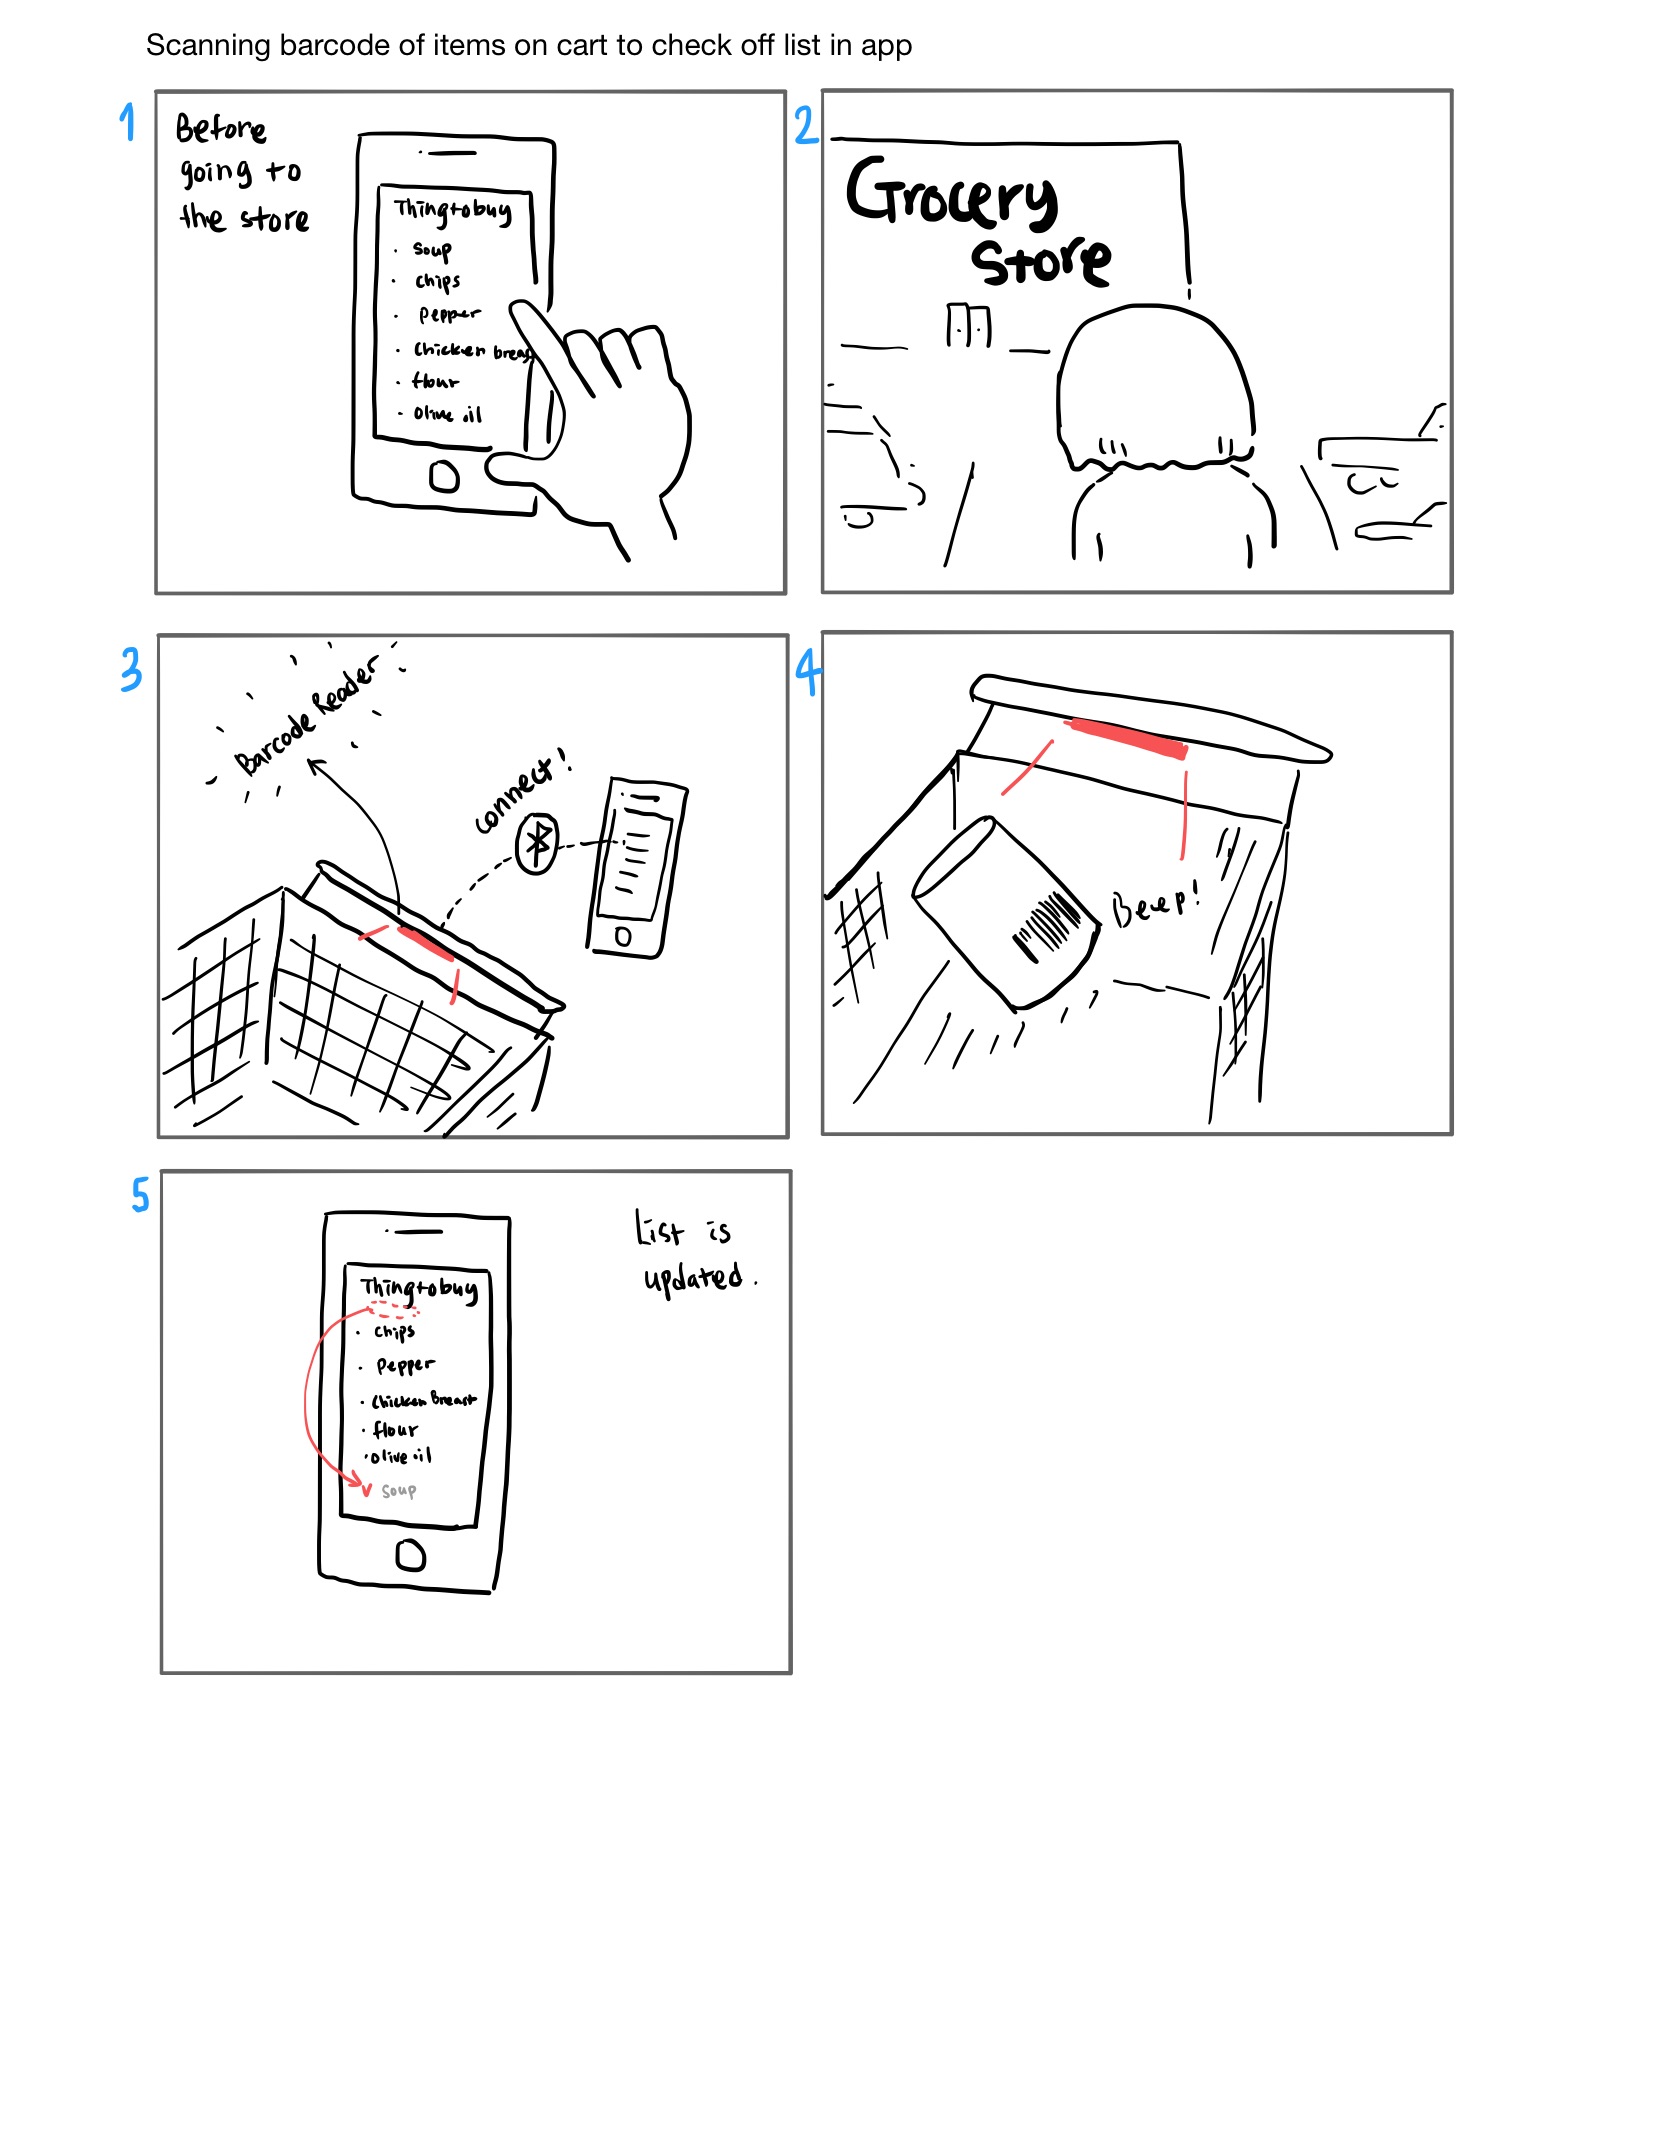 Scanning barcode of items on cart to check off list in app
1
Before
going to
the store
Thingtobuy
· soup
· chips
· pepper
· chicken breas
· flour
· olive oil
2
Grocery
Store
3
Barcode Reader
connect!
4
Beep!
5
List is
updated.
Thingtobuy
· chips
· pepper
· chicken Breast
· flour
· olive oil
soup